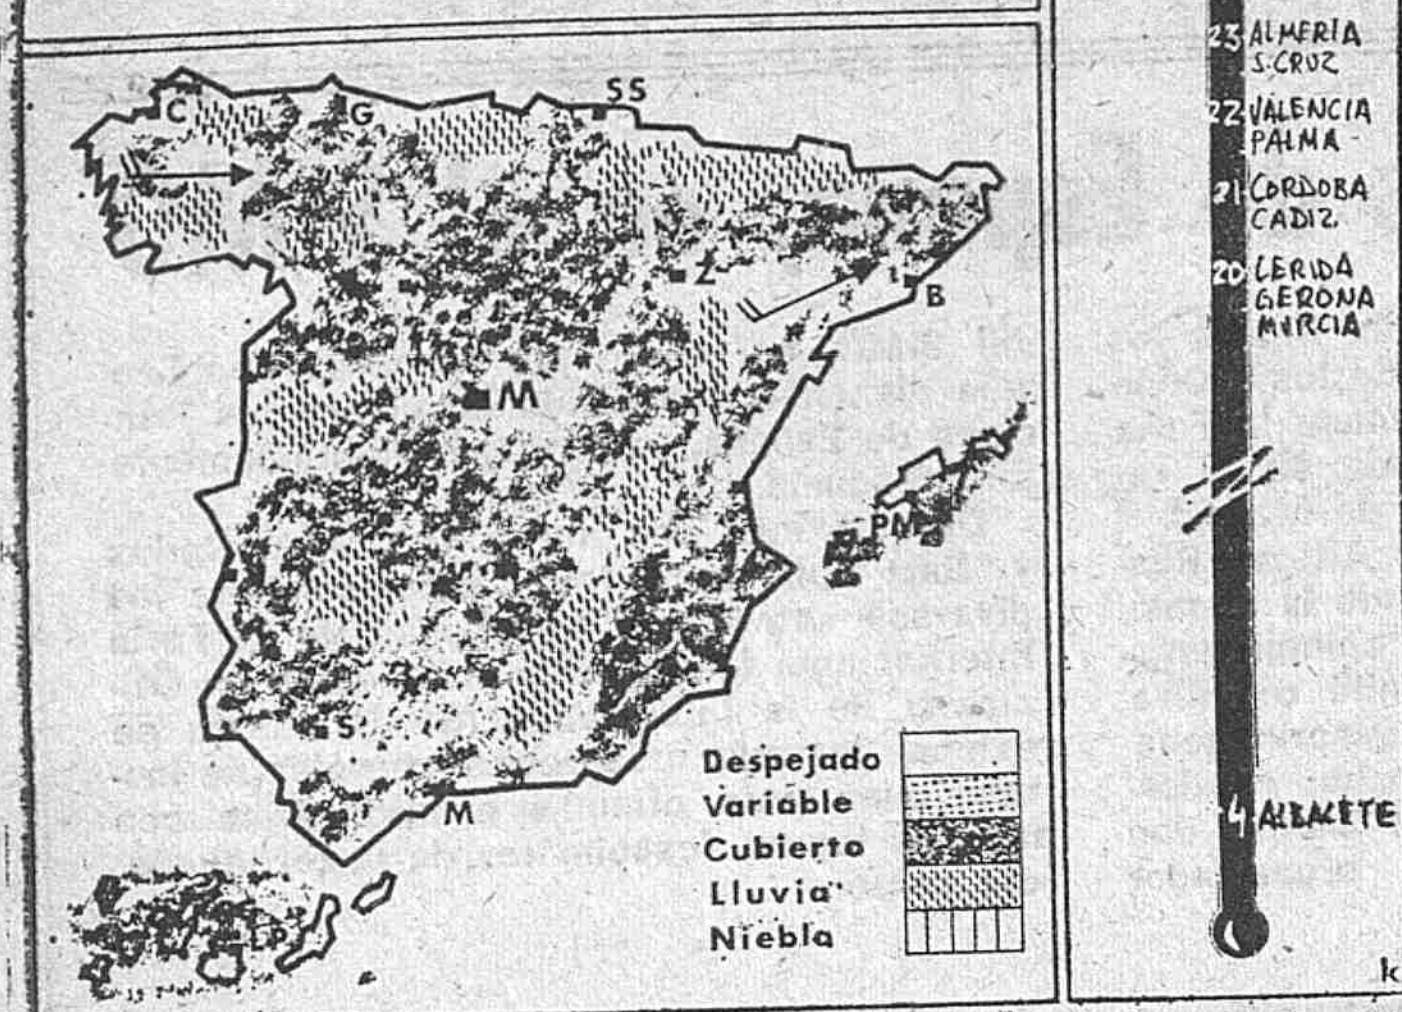 C
G
SS
Z
B
M
PM
S
M
LP
Despejado
Variable
Cubierto
Lluvia
Niebla
23 ALMERIA
S. CRUZ
22 VALENCIA
PALMA
21 CORDOBA
CADIZ
20 LERIDA
GERONA
MURCIA
4 ALBACETE
k